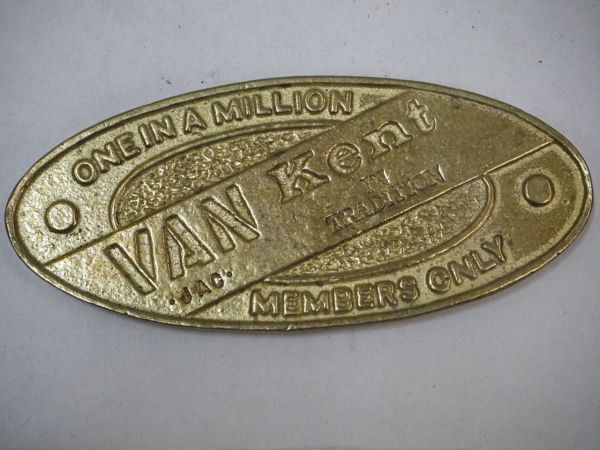 ONE IN A MILLION
VAN Kent
IN
TRADITION
.JAC.
MEMBERS ONLY